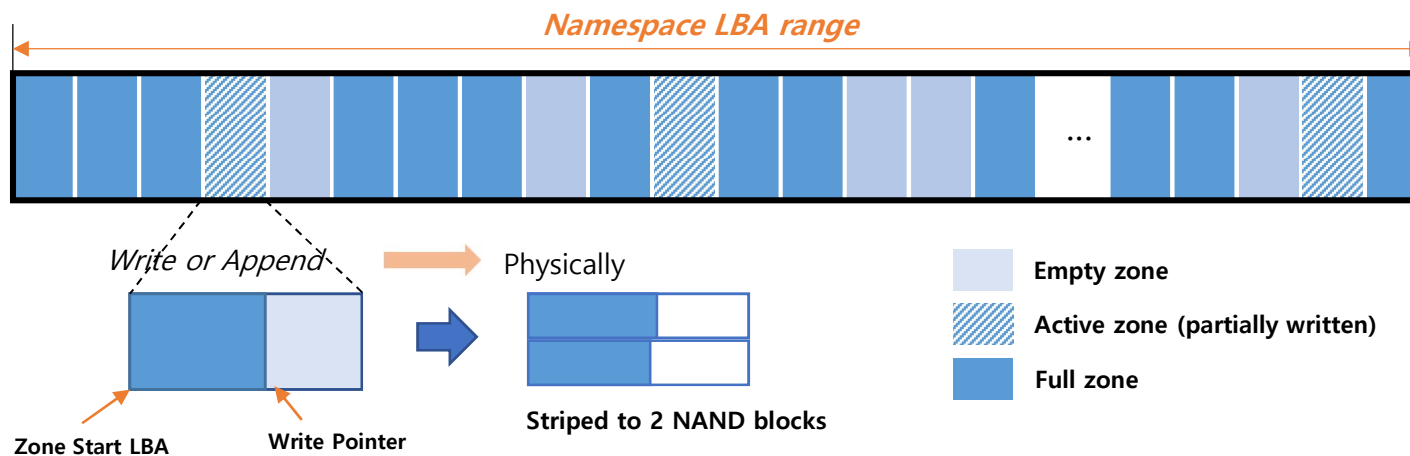 Namespace LBA range
...
Write or Append
Physically
Zone Start LBA
Write Pointer
Striped to 2 NAND blocks
Empty zone
Active zone (partially written)
Full zone